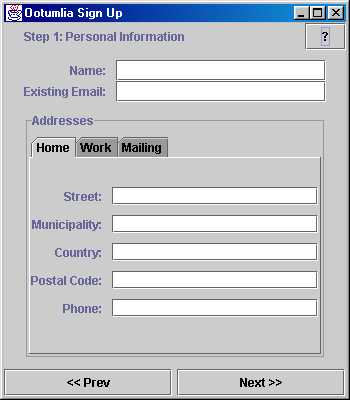 Dotumlia Sign Up
Step 1: Personal Information
?
Name:
Existing Email:
Addresses
Home Work Mailing
Street:
Municipality:
Country:
Postal Code:
Phone:
<< Prev Next >>